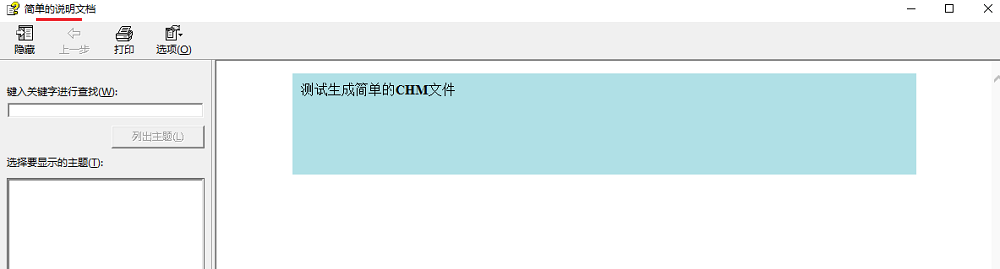 简单的说明文档
隐藏 上一步 打印 选项(O)
键入关键字进行查找(W):
列出主题(L)
选择要显示的主题(T):
测试生成简单的CHM文件